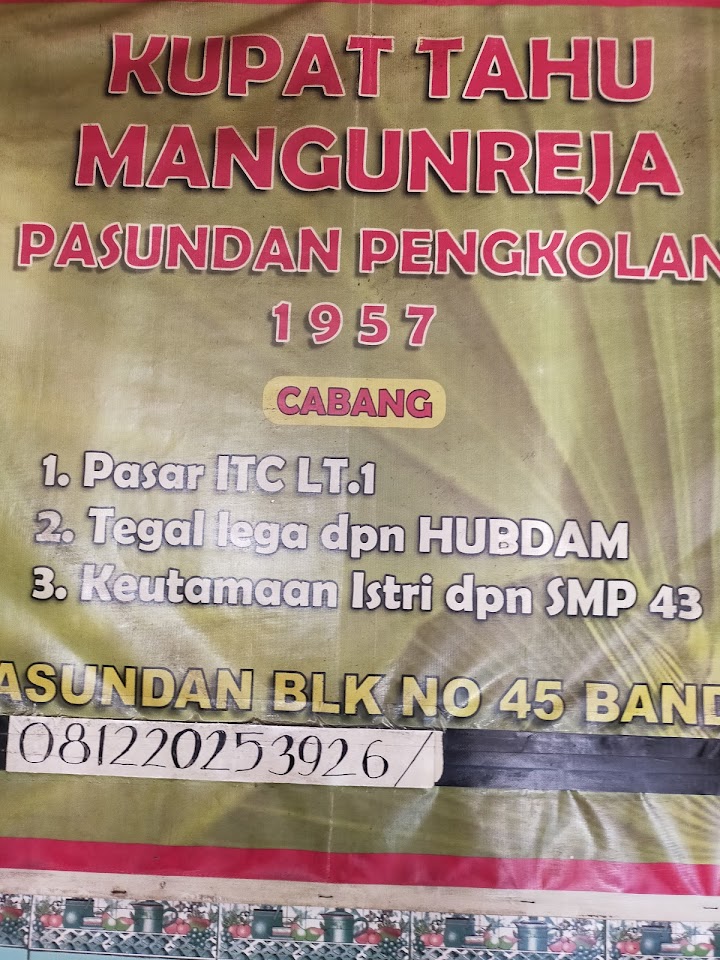 KUPAT TAHU
MANGUNREJA
PASUNDAN PENGKOLAN
1957
CABANG
1. Pasar ITC LT.1
2. Tegal lega dpn HUBDAM
3. Keutamaan Istri dpn SMP 43
ASUNDAN BLK NO 45 BAND
081220253926/